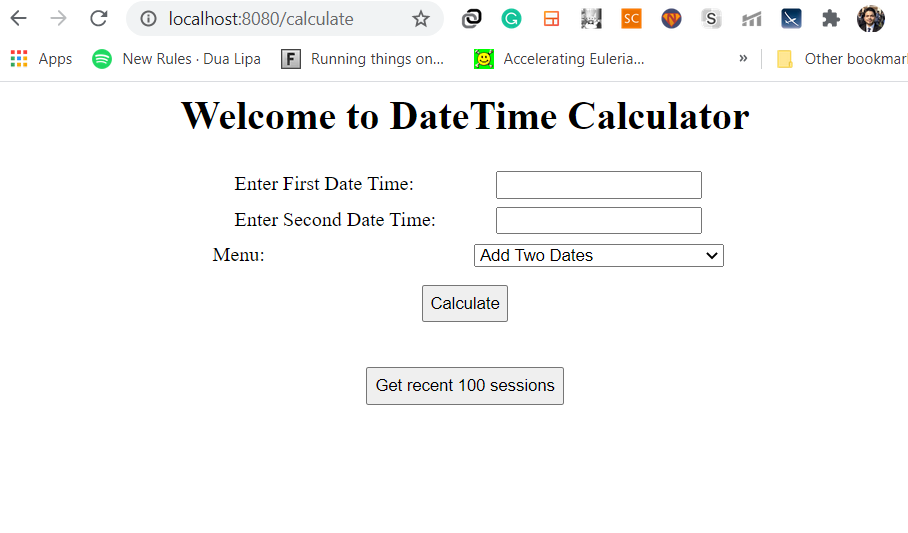 localhost:8080/calculate
SC
S
Apps New Rules · Dua Lipa F Running things on... Accelerating Euleria... » Other bookmar
Welcome to DateTime Calculator
Enter First Date Time:
Enter Second Date Time:
Menu: Add Two Dates
Calculate
Get recent 100 sessions